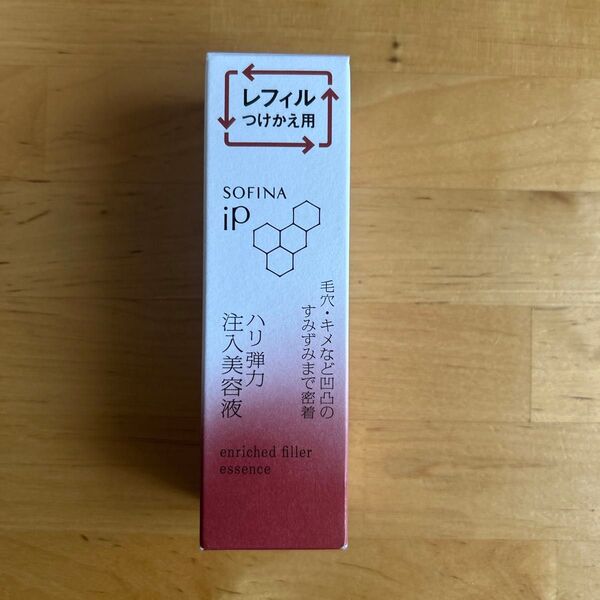 レフィル
つけかえ用
SOFINA
iP
毛穴・キメなど凹凸の
すみずみまで密着
ハリ弾力
注入美容液
enriched filler
essence